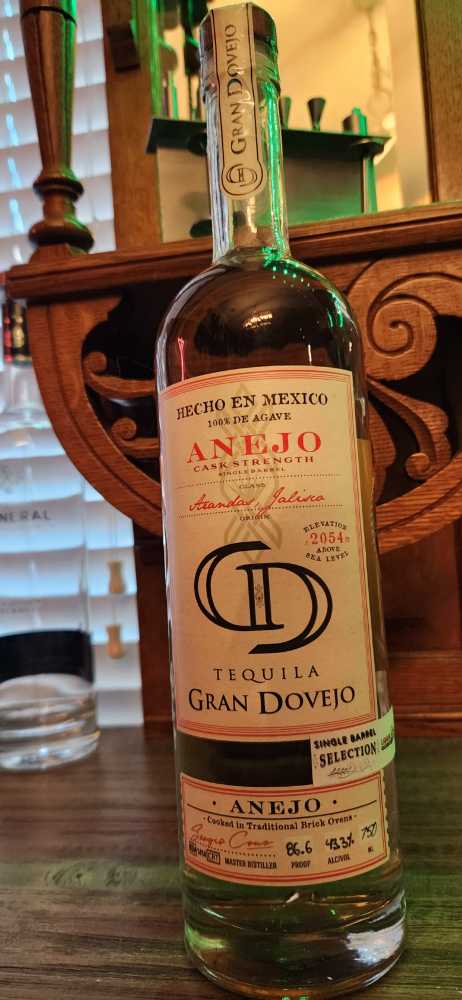 GRAN DOVEJO
HECHO EN MEXICO
100% DE AGAVE
ANEJO
CASK STRENGTH
SINGLE BARREL
CLASS
Arandas, Jalisco
ORIGIN
ELEVATION
2054m
ABOVE
SEA LEVEL
TEQUILA
GRAN DOVEJO
SINGLE BARREL
SELECTION
· ANEJO ·
· Cooked in Traditional Brick Ovens ·
86.6 43.3% 750
MASTER DISTILLER PROOF ALC/VOL ML
NERAL